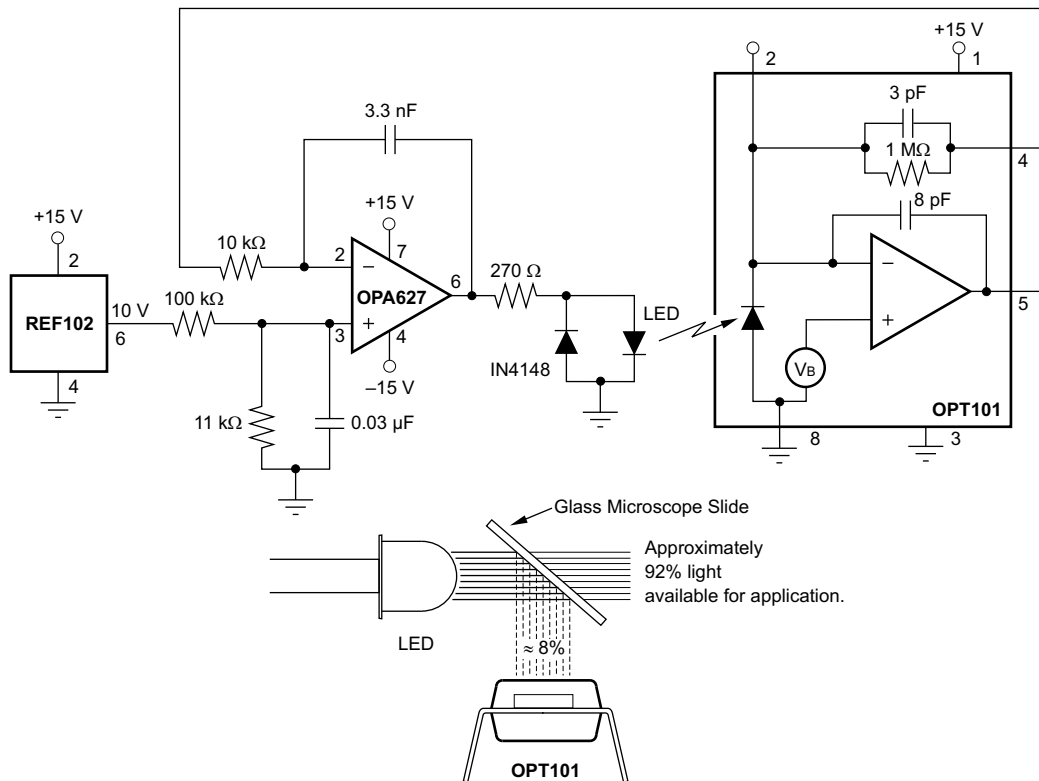 +15 V
2
1
3 pF
1 MΩ
4
8 pF
5
VB
OPT101
8
3
3.3 nF
+15 V
7
10 kΩ
2
–
OPA627
6
270 Ω
LED
+15 V
2
REF102
10 V
6
100 kΩ
+
3
4
–15 V
IN4148
4
11 kΩ
0.03 µF
–
+
Glass Microscope Slide
Approximately
92% light
available for application.
LED
≈ 8%
OPT101